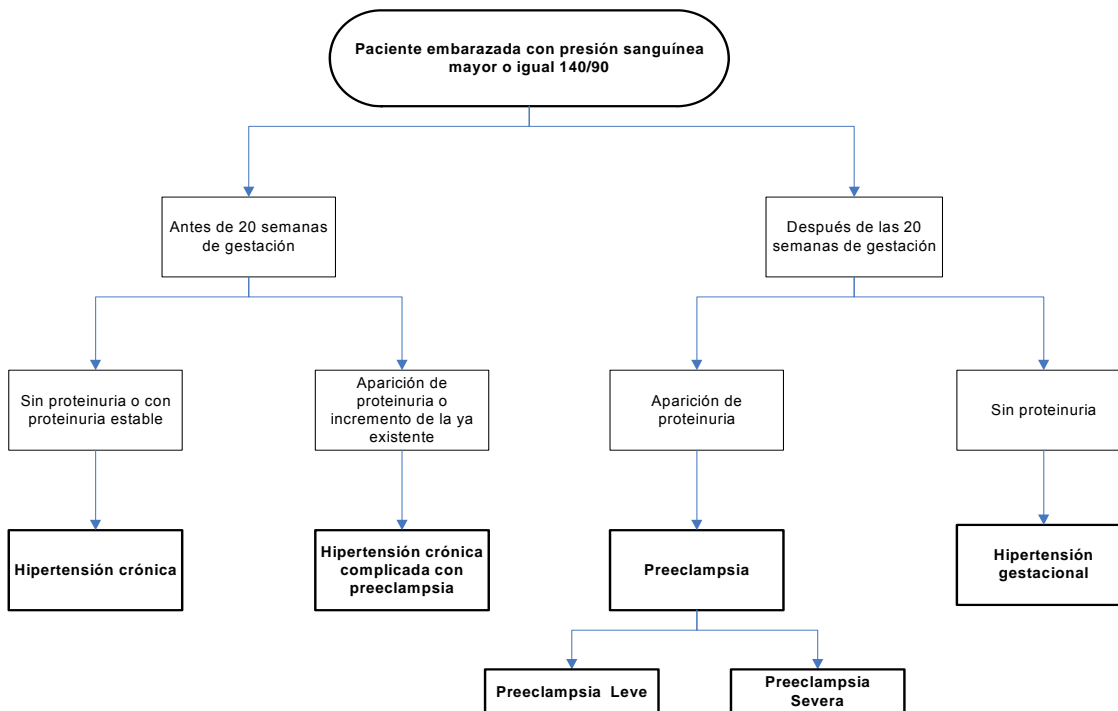 Paciente embarazada con presión sanguínea
mayor o igual 140/90
Antes de 20 semanas
de gestación
Después de las 20
semanas de gestación
Sin proteinuria o con
proteinuria estable
Aparición de
proteinuria o
incremento de la ya
existente
Aparición de
proteinuria
Sin proteinuria
Hipertensión crónica
Hipertensión crónica
complicada con
preeclampsia
Preeclampsia
Hipertensión
gestacional
Preeclampsia Leve
Preeclampsia
Severa